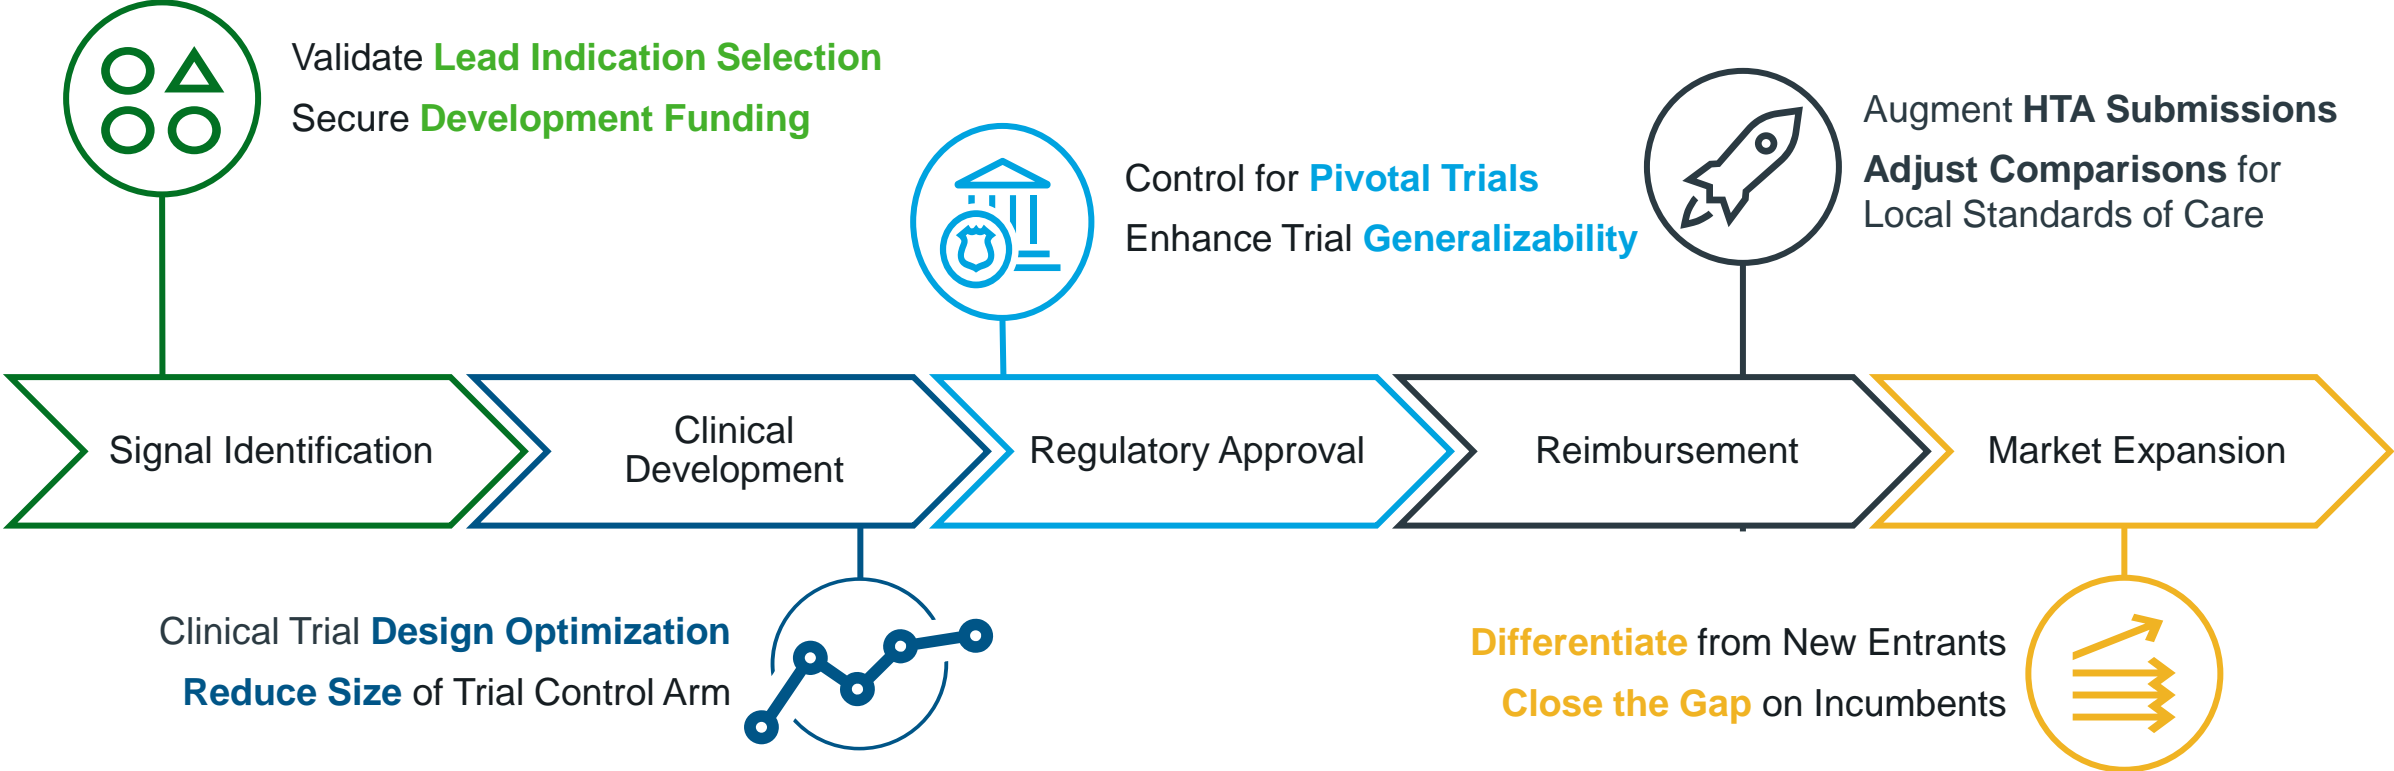 Validate Lead Indication Selection
Secure Development Funding
Control for Pivotal Trials
Enhance Trial Generalizability
Augment HTA Submissions
Adjust Comparisons for
Local Standards of Care
Signal Identification
Clinical
Development
Regulatory Approval
Reimbursement
Market Expansion
Clinical Trial Design Optimization
Reduce Size of Trial Control Arm
Differentiate from New Entrants
Close the Gap on Incumbents